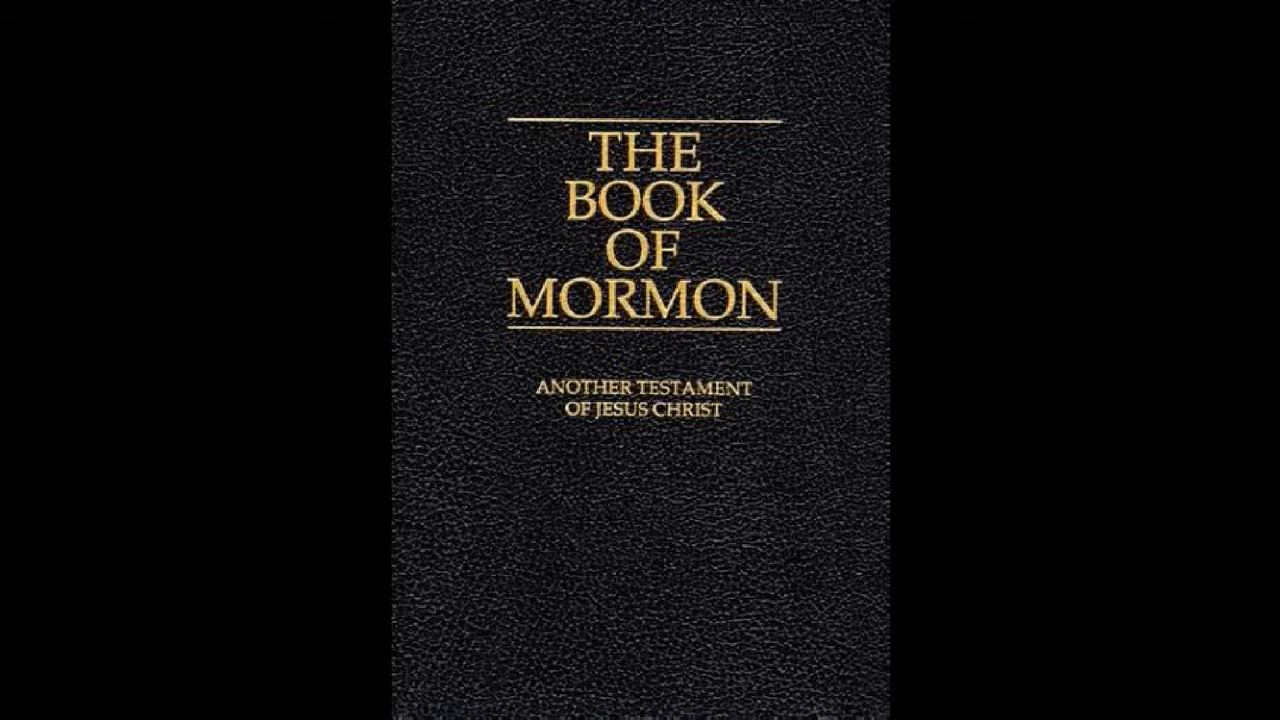 THE
BOOK
OF
MORMON
ANOTHER TESTAMENT
OF JESUS CHRIST